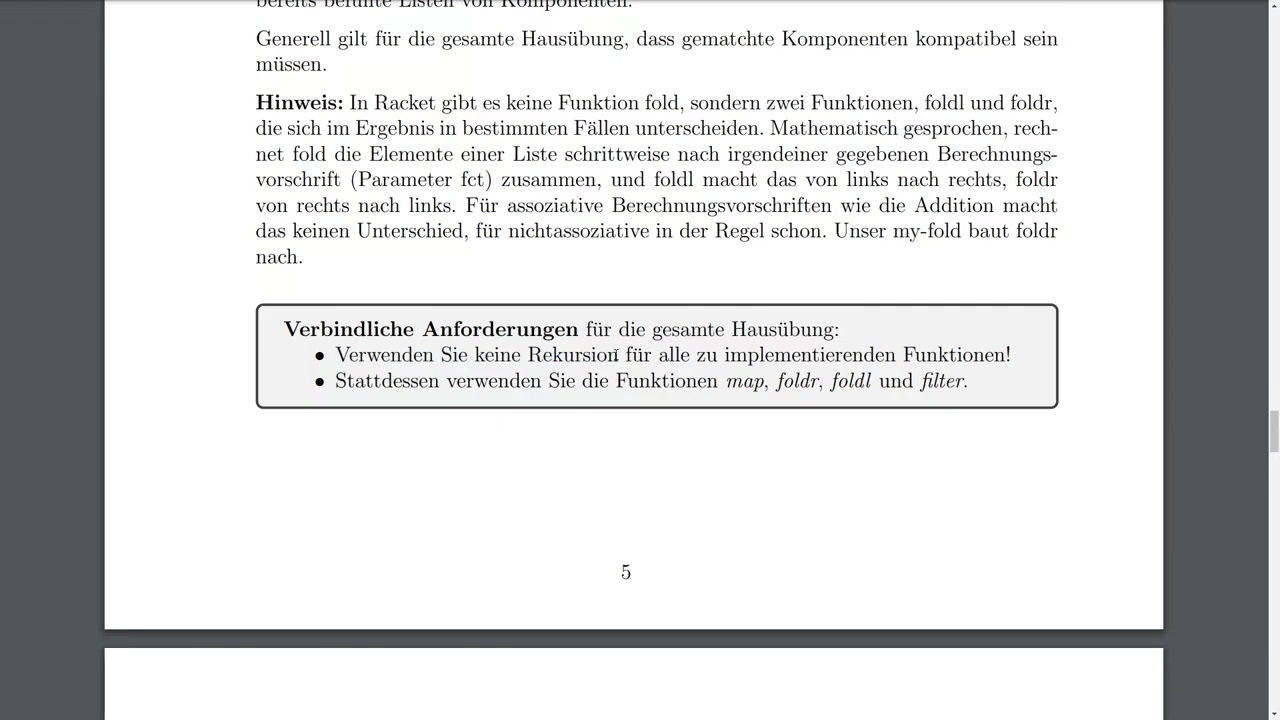 bereits befüllte Listen von Komponenten.
Generell gilt für die gesamte Hausübung, dass gematchte Komponenten kompatibel sein
müssen.
Hinweis: In Racket gibt es keine Funktion fold, sondern zwei Funktionen, foldl und foldr,
die sich im Ergebnis in bestimmten Fällen unterscheiden. Mathematisch gesprochen, rech-
net fold die Elemente einer Liste schrittweise nach irgendeiner gegebenen Berechnungs-
vorschrift (Parameter fct) zusammen, und foldl macht das von links nach rechts, foldr
von rechts nach links. Für assoziative Berechnungsvorschriften wie die Addition macht
das keinen Unterschied, für nichtassoziative in der Regel schon. Unser my-fold baut foldr
nach.
Verbindliche Anforderungen für die gesamte Hausübung:
• Verwenden Sie keine Rekursion für alle zu implementierenden Funktionen!
• Stattdessen verwenden Sie die Funktionen map, foldr, foldl und filter.
5